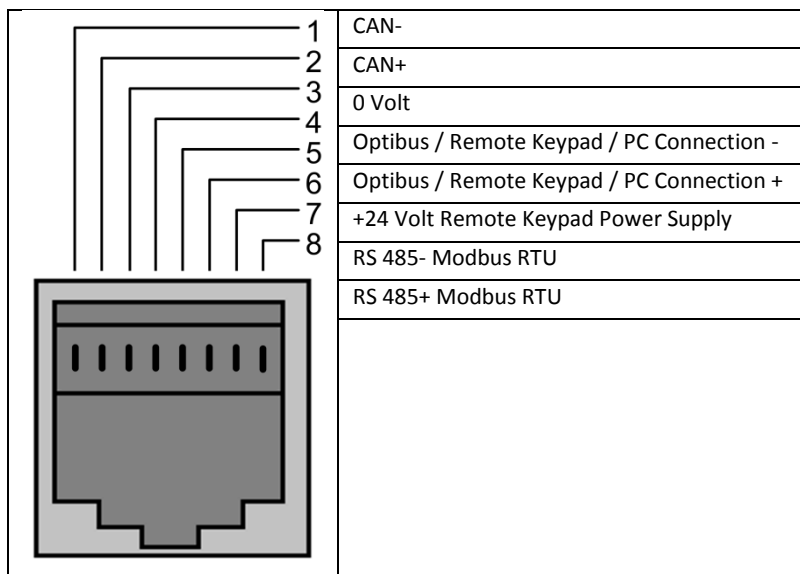 1 CAN-
2 CAN+
3 0 Volt
4 Optibus / Remote Keypad / PC Connection -
5 Optibus / Remote Keypad / PC Connection +
6 +24 Volt Remote Keypad Power Supply
7 RS 485- Modbus RTU
8 RS 485+ Modbus RTU